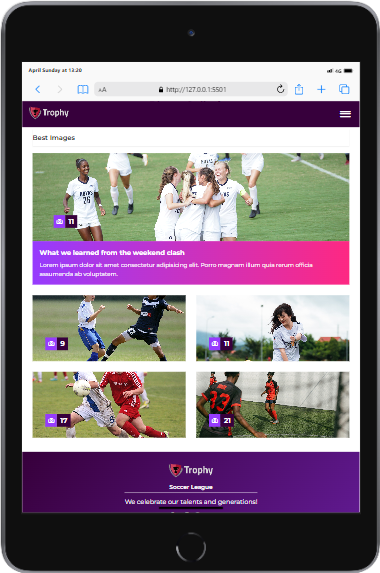 April Sunday at 13:20
4G
AA
http://127.0.0.1:5501
Trophy
Best Images
11
What we learned from the weekend clash
Lorem ipsum dolor sit amet consectetur adipisicing elit. Porro magnam illum quia rerum officia
assumenda ab voluptatem.
9
11
17
21
Trophy
Soccer League
We celebrate our talents and generations!